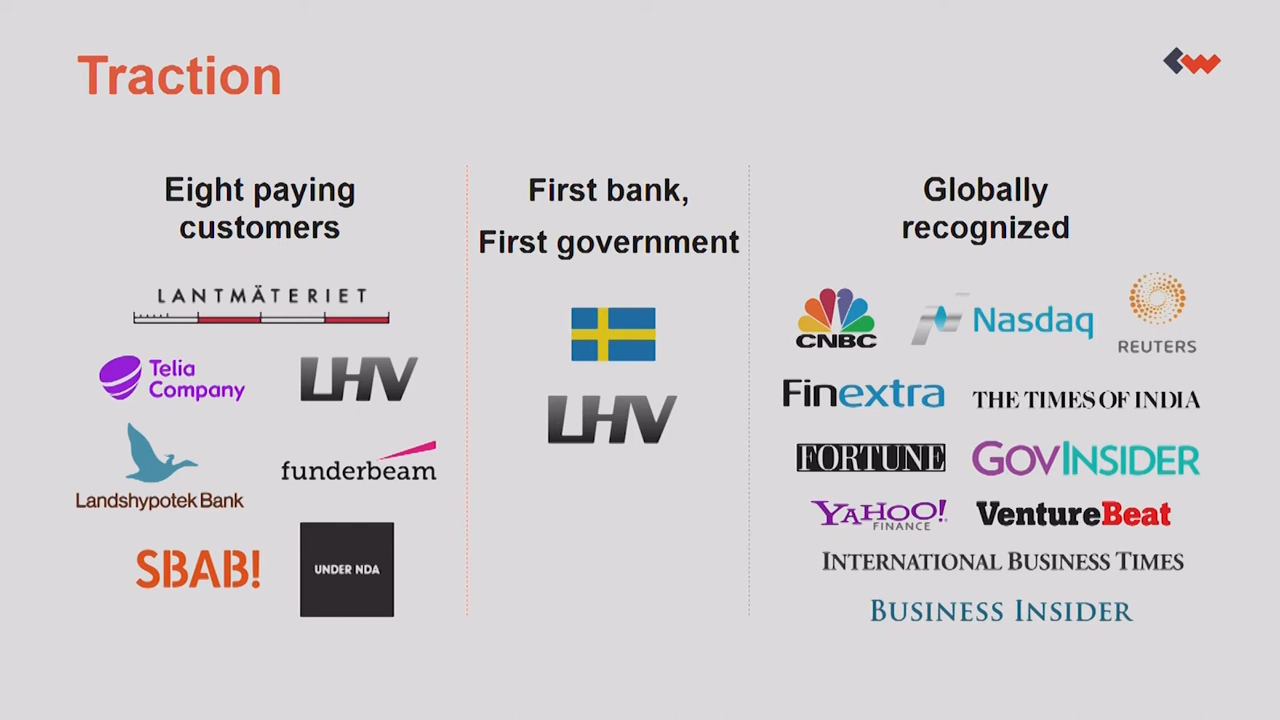 Traction
Eight paying
customers
LANTMÄTERIET
Telia
Company
LHV
Landshypotek Bank
funderbeam
SBAB!
UNDER NDA
First bank,
First government
LHV
Globally
recognized
CNBC
Nasdaq
REUTERS
Finextra
THE TIMES OF INDIA
FORTUNE
GOVINSIDER
YAHOO!
FINANCE
VentureBeat
INTERNATIONAL BUSINESS TIMES
BUSINESS INSIDER